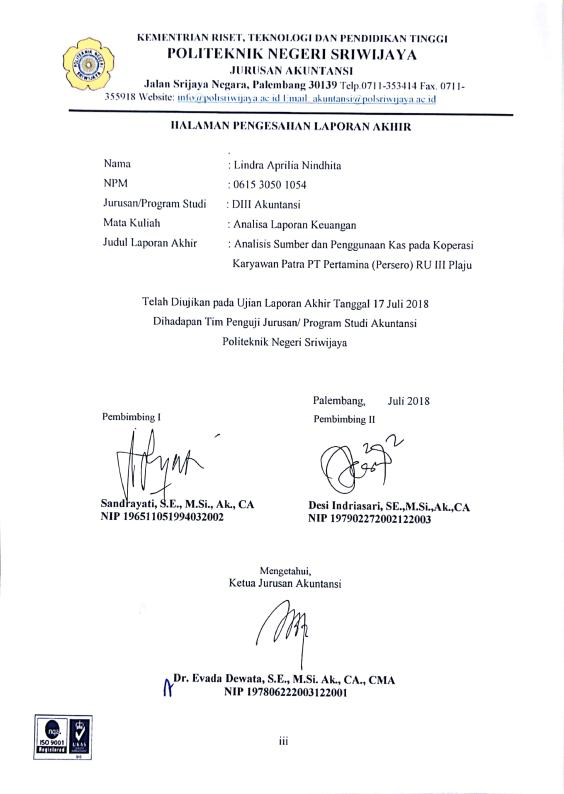 KEMENTRIAN RISET, TEKNOLOGI DAN PENDIDIKAN TINGGI
POLITEKNIK NEGERI SRIWIJAYA
JURUSAN AKUNTANSI
Jalan Srijaya Negara, Palembang 30139 Telp.0711-353414 Fax. 0711-
355918 Website: info@polisriwijaya.ac.id Email akuntansi@polsriwijaya.ac.id
HALAMAN PENGESAHAN LAPORAN AKHIR
Nama : Lindra Aprilia Nindhita
NPM : 0615 3050 1054
Jurusan/Program Studi : DIII Akuntansi
Mata Kuliah : Analisa Laporan Keuangan
Judul Laporan Akhir : Analisis Sumber dan Penggunaan Kas pada Koperasi
Karyawan Patra PT Pertamina (Persero) RU III Plaju
Telah Diujikan pada Ujian Laporan Akhir Tanggal 17 Juli 2018
Dihadapan Tim Penguji Jurusan/ Program Studi Akuntansi
Politeknik Negeri Sriwijaya
Palembang, Juli 2018
Pembimbing I
Pembimbing II
Sandrayati, S.E., M.Si., Ak., CA
NIP 196511051994032002
Desi Indriasari, SE.,M.Si.,Ak.,CA
NIP 197902272002122003
Mengetahui,
Ketua Jurusan Akuntansi
Dr. Evada Dewata, S.E., M.Si. Ak., CA., CMA
NIP 197806222003122001
nqa
ISO 9001
Registered
UKAS
iii